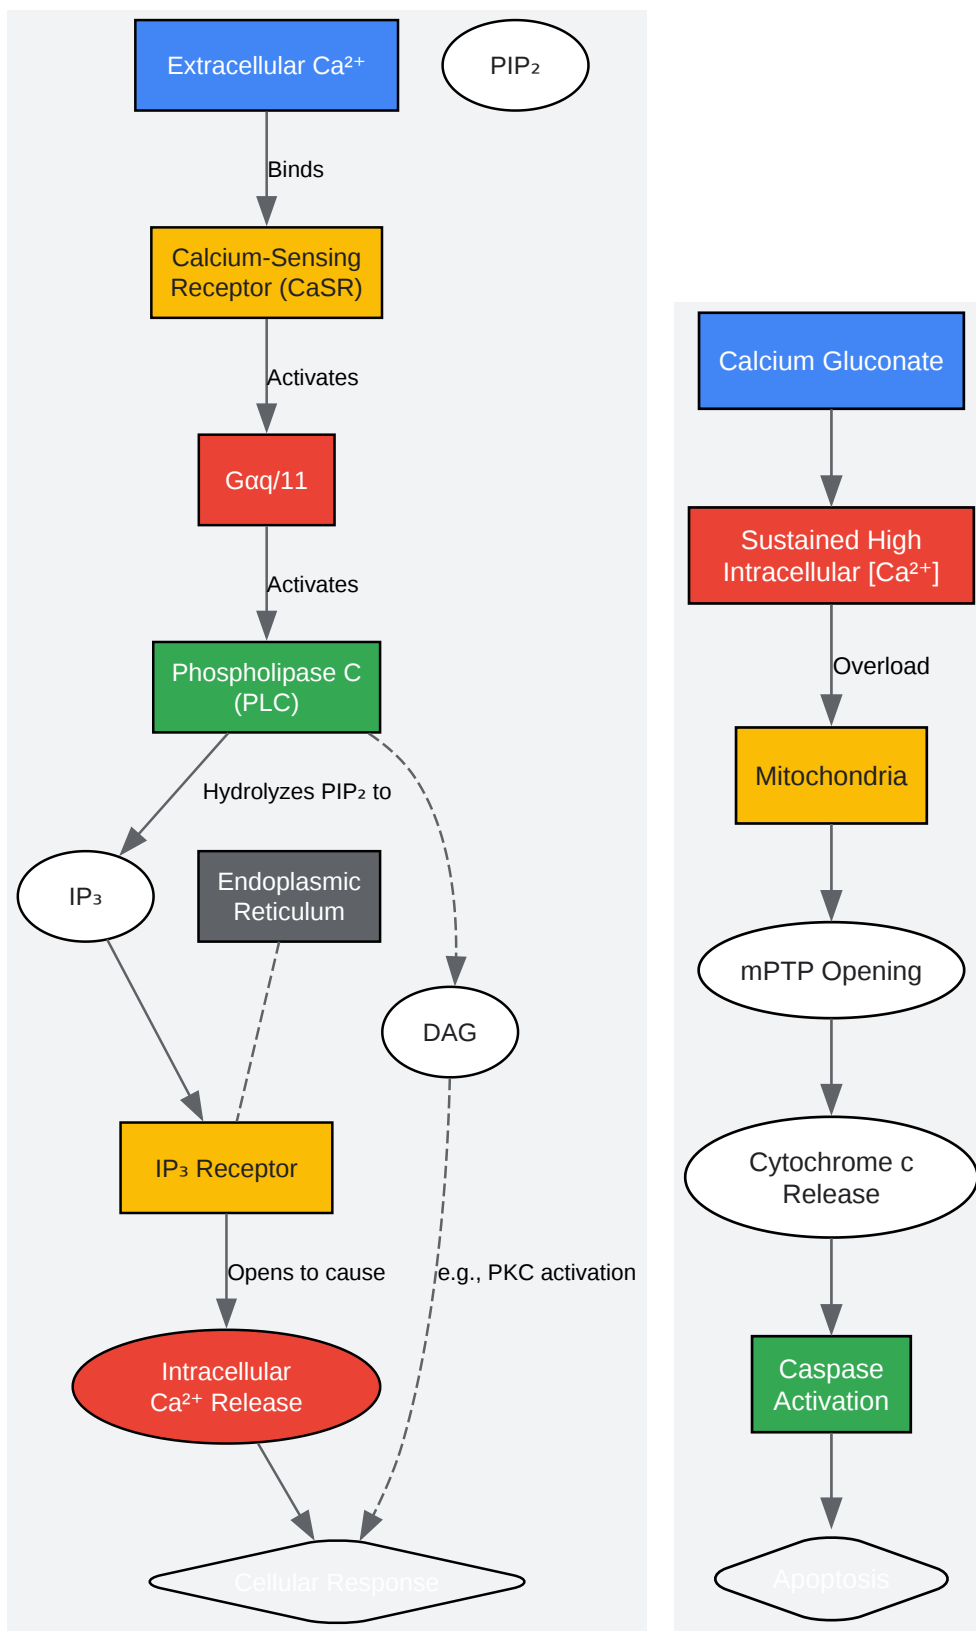 Extracellular Ca²⁺
PIP₂
Binds
Calcium-Sensing
Receptor (CaSR)
Activates
Gαq/11
Activates
Phospholipase C
(PLC)
Hydrolyzes PIP₂ to
IP₃
Endoplasmic
Reticulum
DAG
IP₃ Receptor
Opens to cause
e.g., PKC activation
Intracellular
Ca²⁺ Release
Cellular Response
Calcium Gluconate
Sustained High
Intracellular [Ca²⁺]
Overload
Mitochondria
mPTP Opening
Cytochrome c
Release
Caspase
Activation
Apoptosis